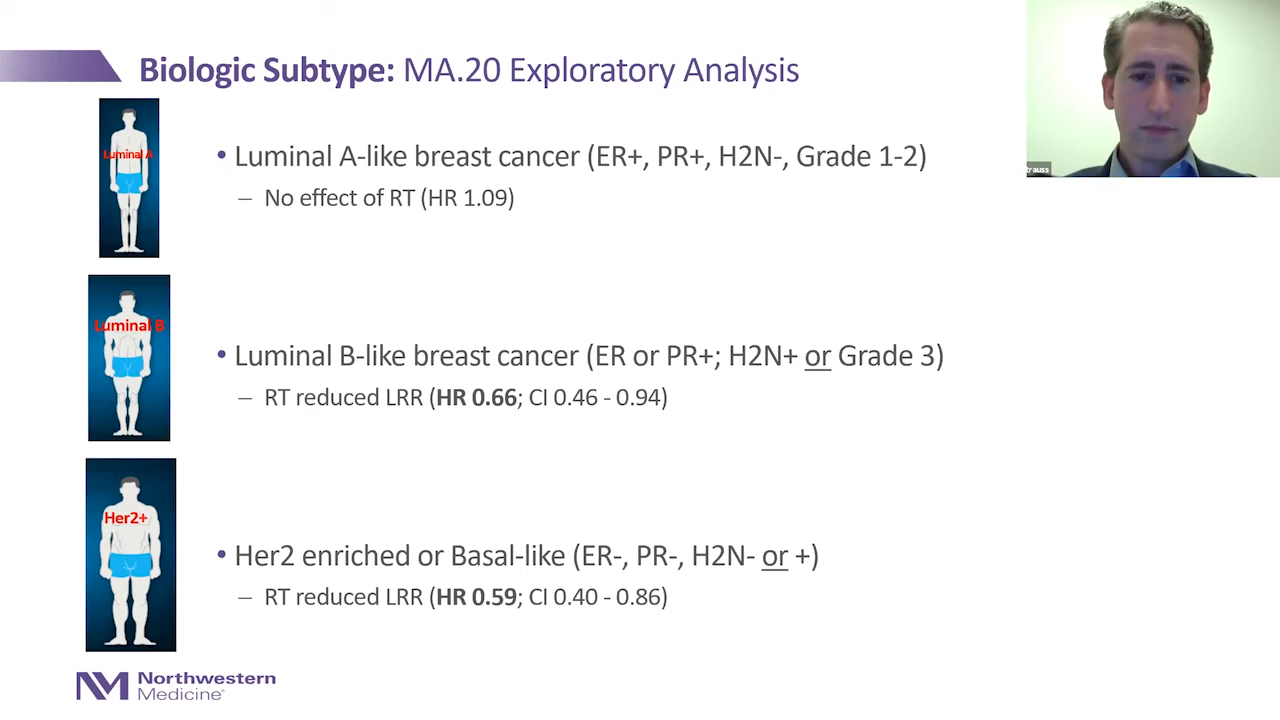 Biologic Subtype: MA.20 Exploratory Analysis
trauss
Luminal A
• Luminal A-like breast cancer (ER+, PR+, H2N-, Grade 1-2)
– No effect of RT (HR 1.09)
Luminal B
• Luminal B-like breast cancer (ER or PR+; H2N+ or Grade 3)
– RT reduced LRR (HR 0.66; CI 0.46 - 0.94)
Her2+
• Her2 enriched or Basal-like (ER-, PR-, H2N- or +)
– RT reduced LRR (HR 0.59; CI 0.40 - 0.86)
NM Northwestern
Medicine®